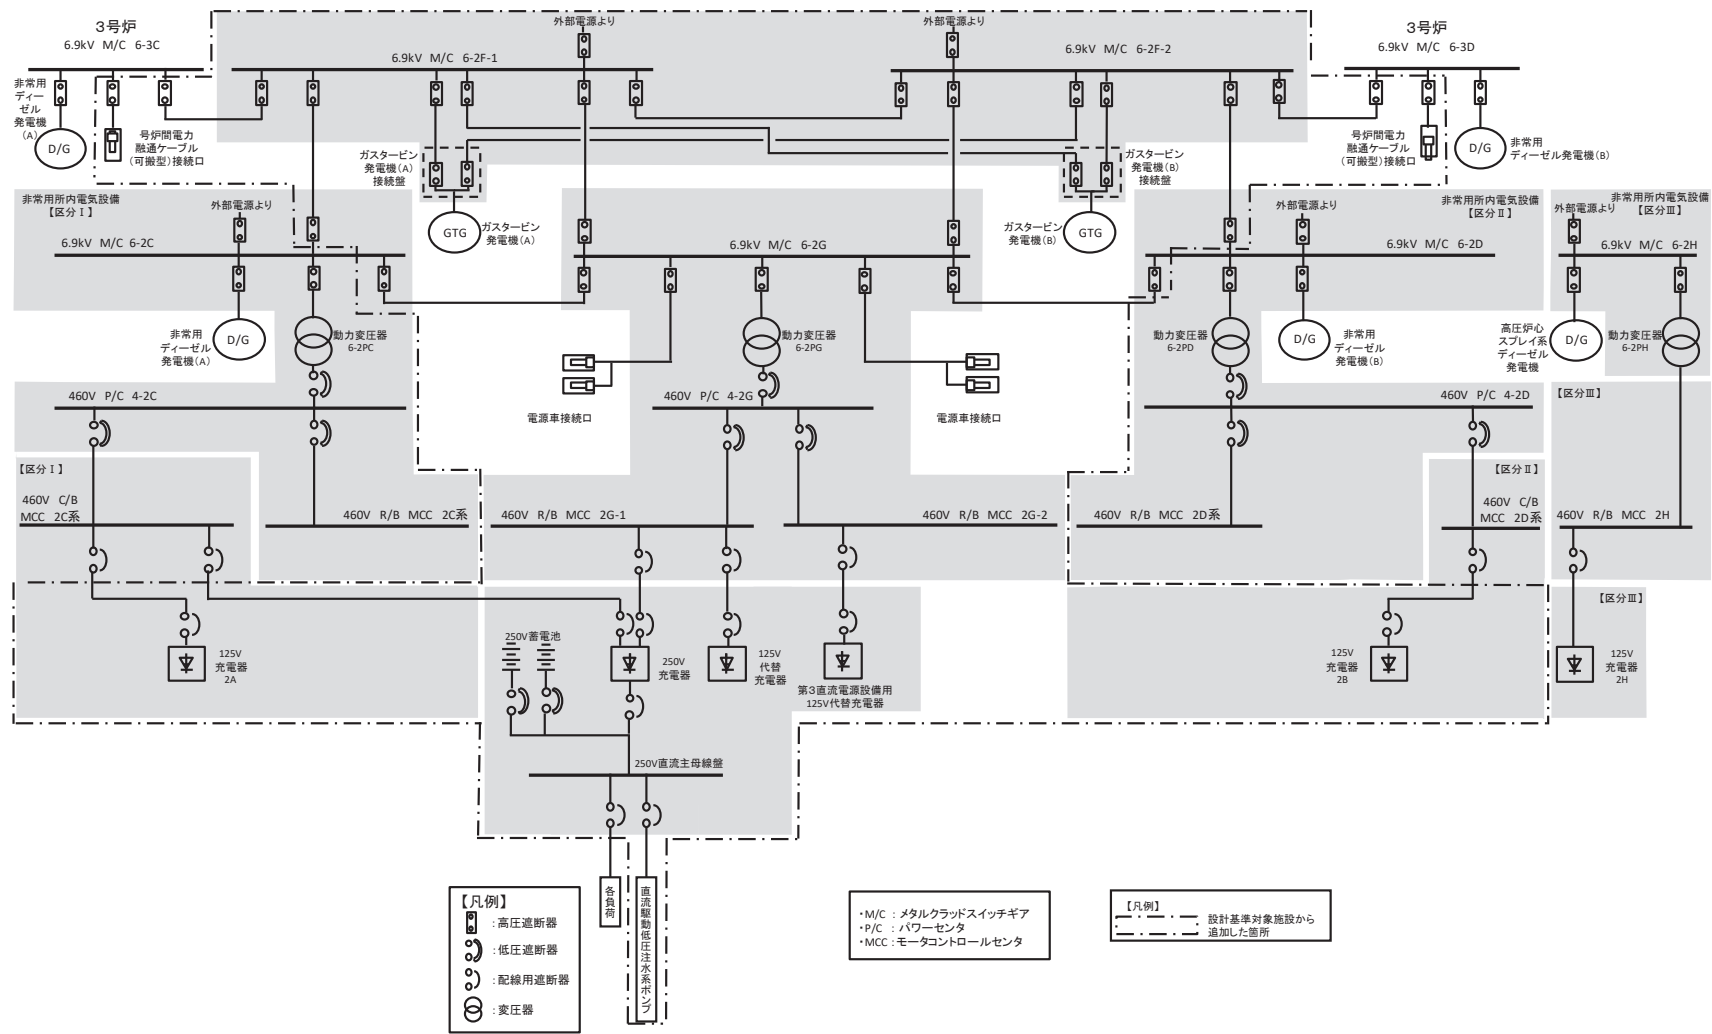 3号炉
6.9kV M/C 6-3C
外部電源より
外部電源より
3号炉
6.9kV M/C 6-3D
6.9kV M/C 6-2F-1
6.9kV M/C 6-2F-2
非常用
ディー
ゼル
発電機
(A)
D/G
号炉間電力
融通ケーブル
(可搬型)接続口
ガスタービン
発電機(A)
接続盤
ガスタービン
発電機(B)
接続盤
号炉間電力
融通ケーブル
(可搬型)接続口
D/G
非常用
ディーゼル発電機(B)
非常用所内電気設備
【区分Ⅰ】
外部電源より
6.9kV M/C 6-2C
GTG
ガスタービン
発電機(A)
6.9kV M/C 6-2G
ガスタービン
発電機(B)
GTG
外部電源より
非常用所内電気設備
【区分Ⅱ】
6.9kV M/C 6-2D
外部電源より
非常用所内電気設備
【区分Ⅲ】
6.9kV M/C 6-2H
非常用
ディーゼル
発電機(A)
D/G
動力変圧器
6-2PC
動力変圧器
6-2PG
動力変圧器
6-2PD
D/G
非常用
ディーゼル
発電機(B)
高圧炉心
スプレイ系
ディーゼル
発電機
D/G
動力変圧器
6-2PH
460V P/C 4-2C
電源車接続口
460V P/C 4-2G
電源車接続口
460V P/C 4-2D
【区分Ⅲ】
【区分Ⅰ】
460V C/B
MCC 2C系
460V R/B MCC 2C系
460V R/B MCC 2G-1
460V R/B MCC 2G-2
460V R/B MCC 2D系
【区分Ⅱ】
460V C/B
MCC 2D系
460V R/B MCC 2H
125V
充電器
2A
250V蓄電池
250V
充電器
125V
代替
充電器
第3直流電源設備用
125V代替充電器
125V
充電器
2B
【区分Ⅲ】
125V
充電器
2H
250V直流主母線盤
各負荷
直流駆動低圧注水系ポンプ
【凡例】
:高圧遮断器
:低圧遮断器
:配線用遮断器
:変圧器
・M/C :メタルクラッドスイッチギア
・P/C :パワーセンタ
・MCC:モータコントロールセンタ
【凡例】
設計基準対象施設から
追加した箇所